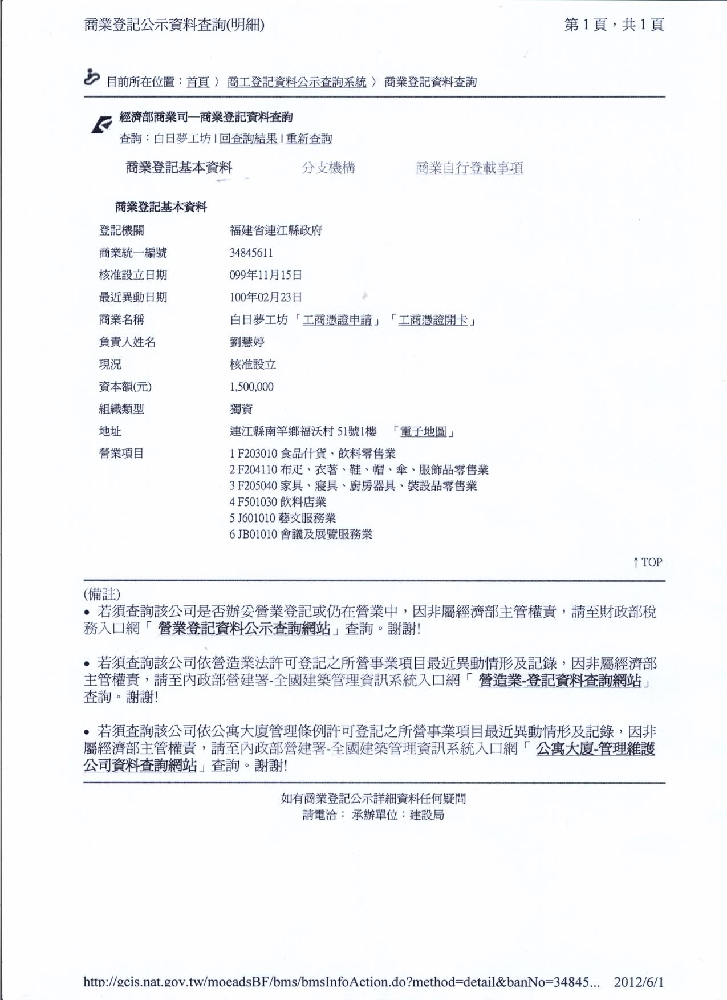 商業登記公示資料查詢(明細)
第 1 頁，共 1 頁
目前所在位置：首頁 〉 商工登記資料公示查詢系統 〉 商業登記資料查詢
經濟部商業司—商業登記資料查詢
查詢：白日夢工坊 | 回查詢結果 | 重新查詢
商業登記基本資料 分支機構 商業自行登載事項
商業登記基本資料
登記機關 福建省連江縣政府
商業統一編號 34845611
核准設立日期 099年11月15日
最近異動日期 100年02月23日
商業名稱 白日夢工坊「工商憑證申請」「工商憑證開卡」
負責人姓名 劉慧婷
現況 核准設立
資本額(元) 1,500,000
組織類型 獨資
地址 連江縣南竿鄉福沃村 51號1樓 「電子地圖」
營業項目 1 F203010 食品什貨、飲料零售業
2 F204110 布疋、衣著、鞋、帽、傘、服飾品零售業
3 F205040 家具、寢具、廚房器具、裝設品零售業
4 F501030 飲料店業
5 J601010 藝文服務業
6 JB01010 會議及展覽服務業
↑ TOP
(備註)
• 若須查詢該公司是否辦妥營業登記或仍在營業中，因非屬經濟部主管權責，請至財政部稅
務入口網「 營業登記資料公示查詢網站」查詢。謝謝!
• 若須查詢該公司依營造業法許可登記之所營事業項目最近異動情形及記錄，因非屬經濟部
主管權責，請至內政部營建署-全國建築管理資訊系統入口網「 營造業-登記資料查詢網站」
查詢。謝謝!
• 若須查詢該公司依公寓大廈管理條例許可登記之所營事業項目最近異動情形及記錄，因非
屬經濟部主管權責，請至內政部營建署-全國建築管理資訊系統入口網「 公寓大廈-管理維護
公司資料查詢網站」查詢。謝謝!
如有商業登記公示詳細資料任何疑問
請電洽： 承辦單位：建設局
http://gcis.nat.gov.tw/moeadsBF/bms/bmsInfoAction.do?method=detail&banNo=34845... 2012/6/1